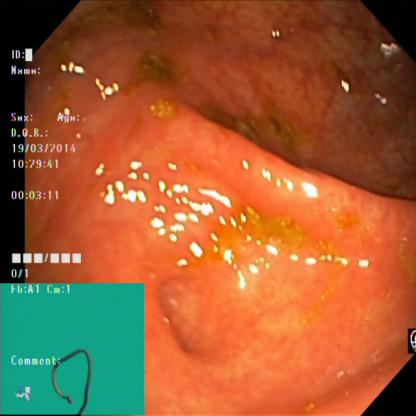 ID:
Name:
Sex: Age:
D.O.B.:
19/03/2014
10:29:41
00:03:11
/
0/1
Eh:A1 Cm:1
Comment: